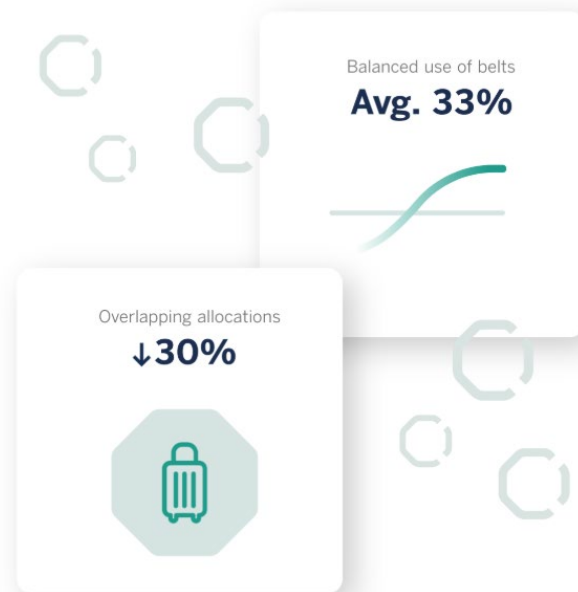 Balanced use of belts
Avg. 33%
Overlapping allocations
↓30%